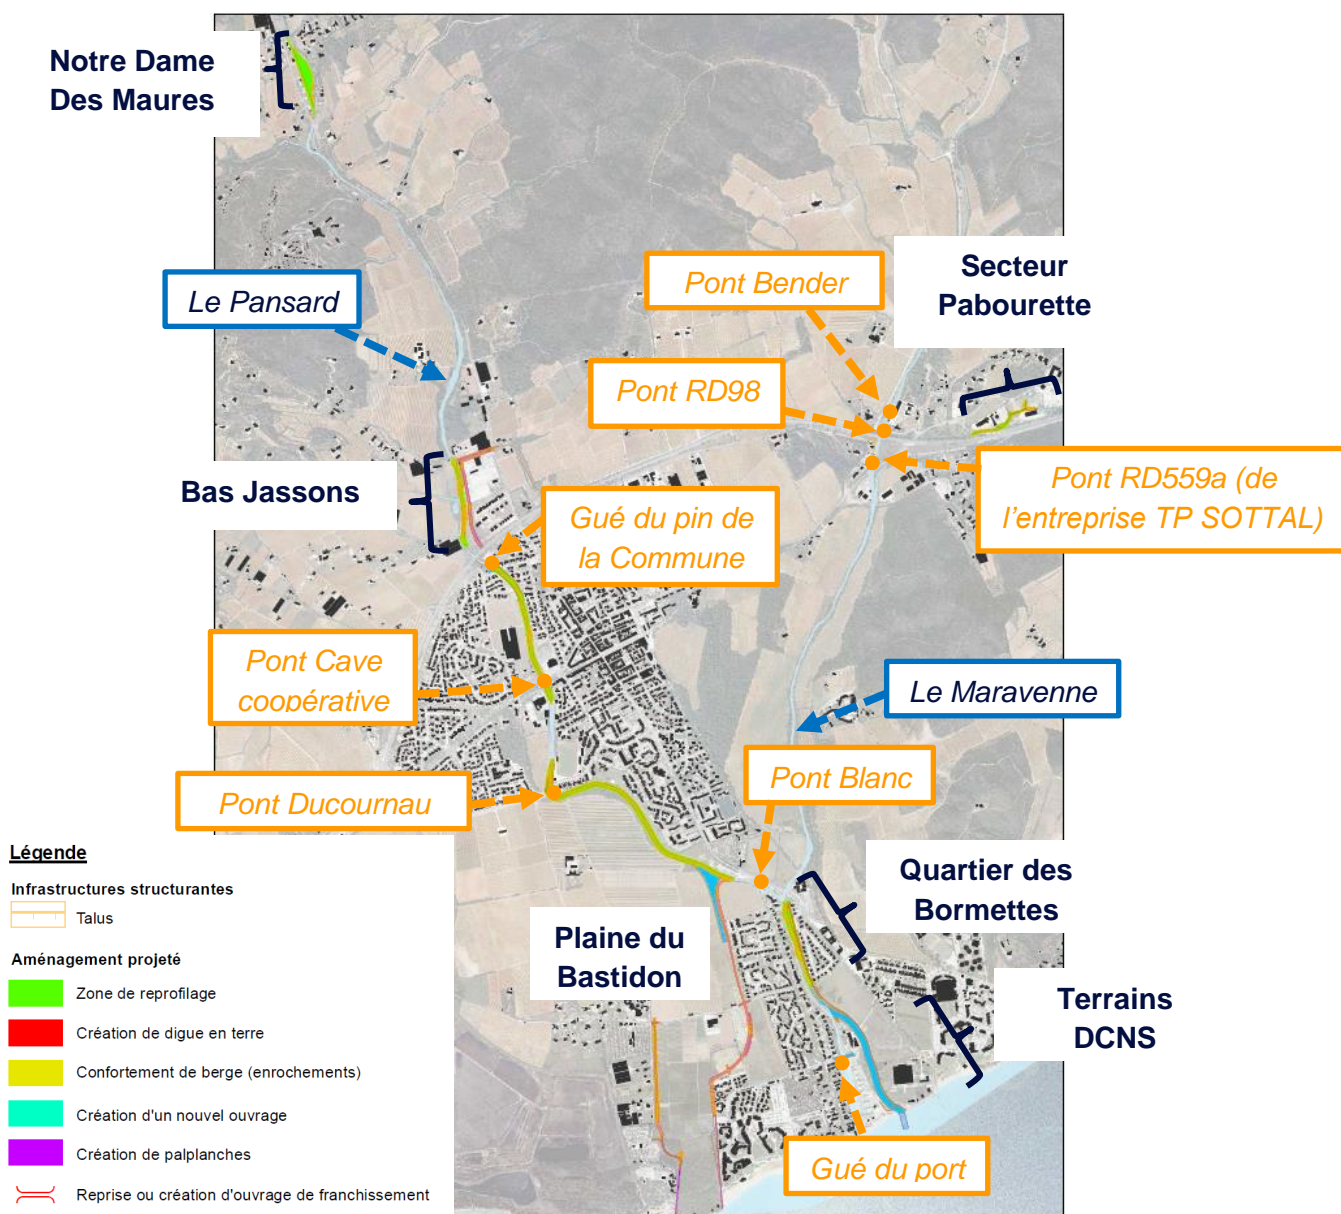 Notre Dame
Des Maures
Le Pansard
Pont Bender
Secteur
Pabourette
Pont RD98
Bas Jassons
Gué du pin de
la Commune
Pont RD559a (de
l'entreprise TP SOTTAL)
Pont Cave
coopérative
Le Maravenne
Pont Ducournau
Pont Blanc
Quartier des
Bormettes
Plaine du
Bastidon
Terrains
DCNS
Gué du port
Légende
Infrastructures structurantes
Talus
Aménagement projeté
Zone de reprofilage
Création de digue en terre
Confortement de berge (enrochements)
Création d'un nouvel ouvrage
Création de palplanches
Reprise ou création d'ouvrage de franchissement